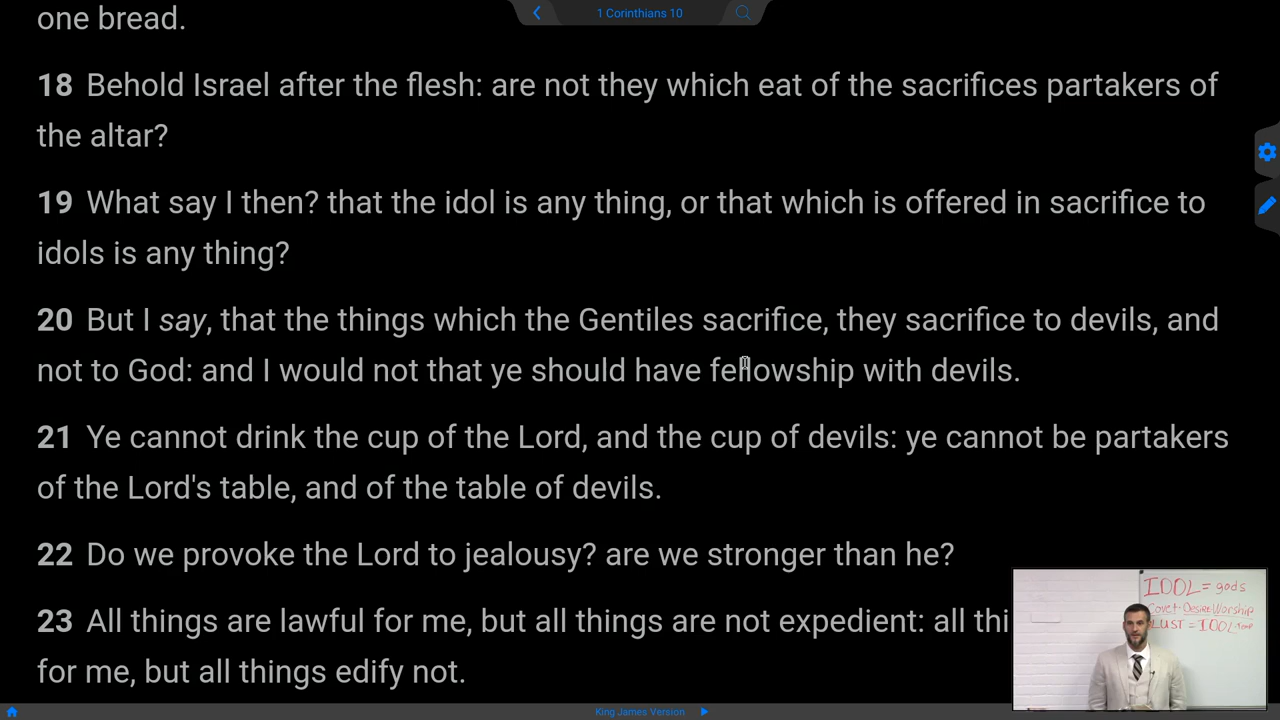 1 Corinthians 10
one bread.
18 Behold Israel after the flesh: are not they which eat of the sacrifices partakers of
the altar?
19 What say I then? that the idol is any thing, or that which is offered in sacrifice to
idols is any thing?
20 But I say, that the things which the Gentiles sacrifice, they sacrifice to devils, and
not to God: and I would not that ye should have fellowship with devils.
21 Ye cannot drink the cup of the Lord, and the cup of devils: ye cannot be partakers
of the Lord's table, and of the table of devils.
22 Do we provoke the Lord to jealousy? are we stronger than he?
23 All things are lawful for me, but all things are not expedient: all thi
for me, but all things edify not.
IDOL = gods
Covet - Desire Worship
LUST = IDOL
King James Version